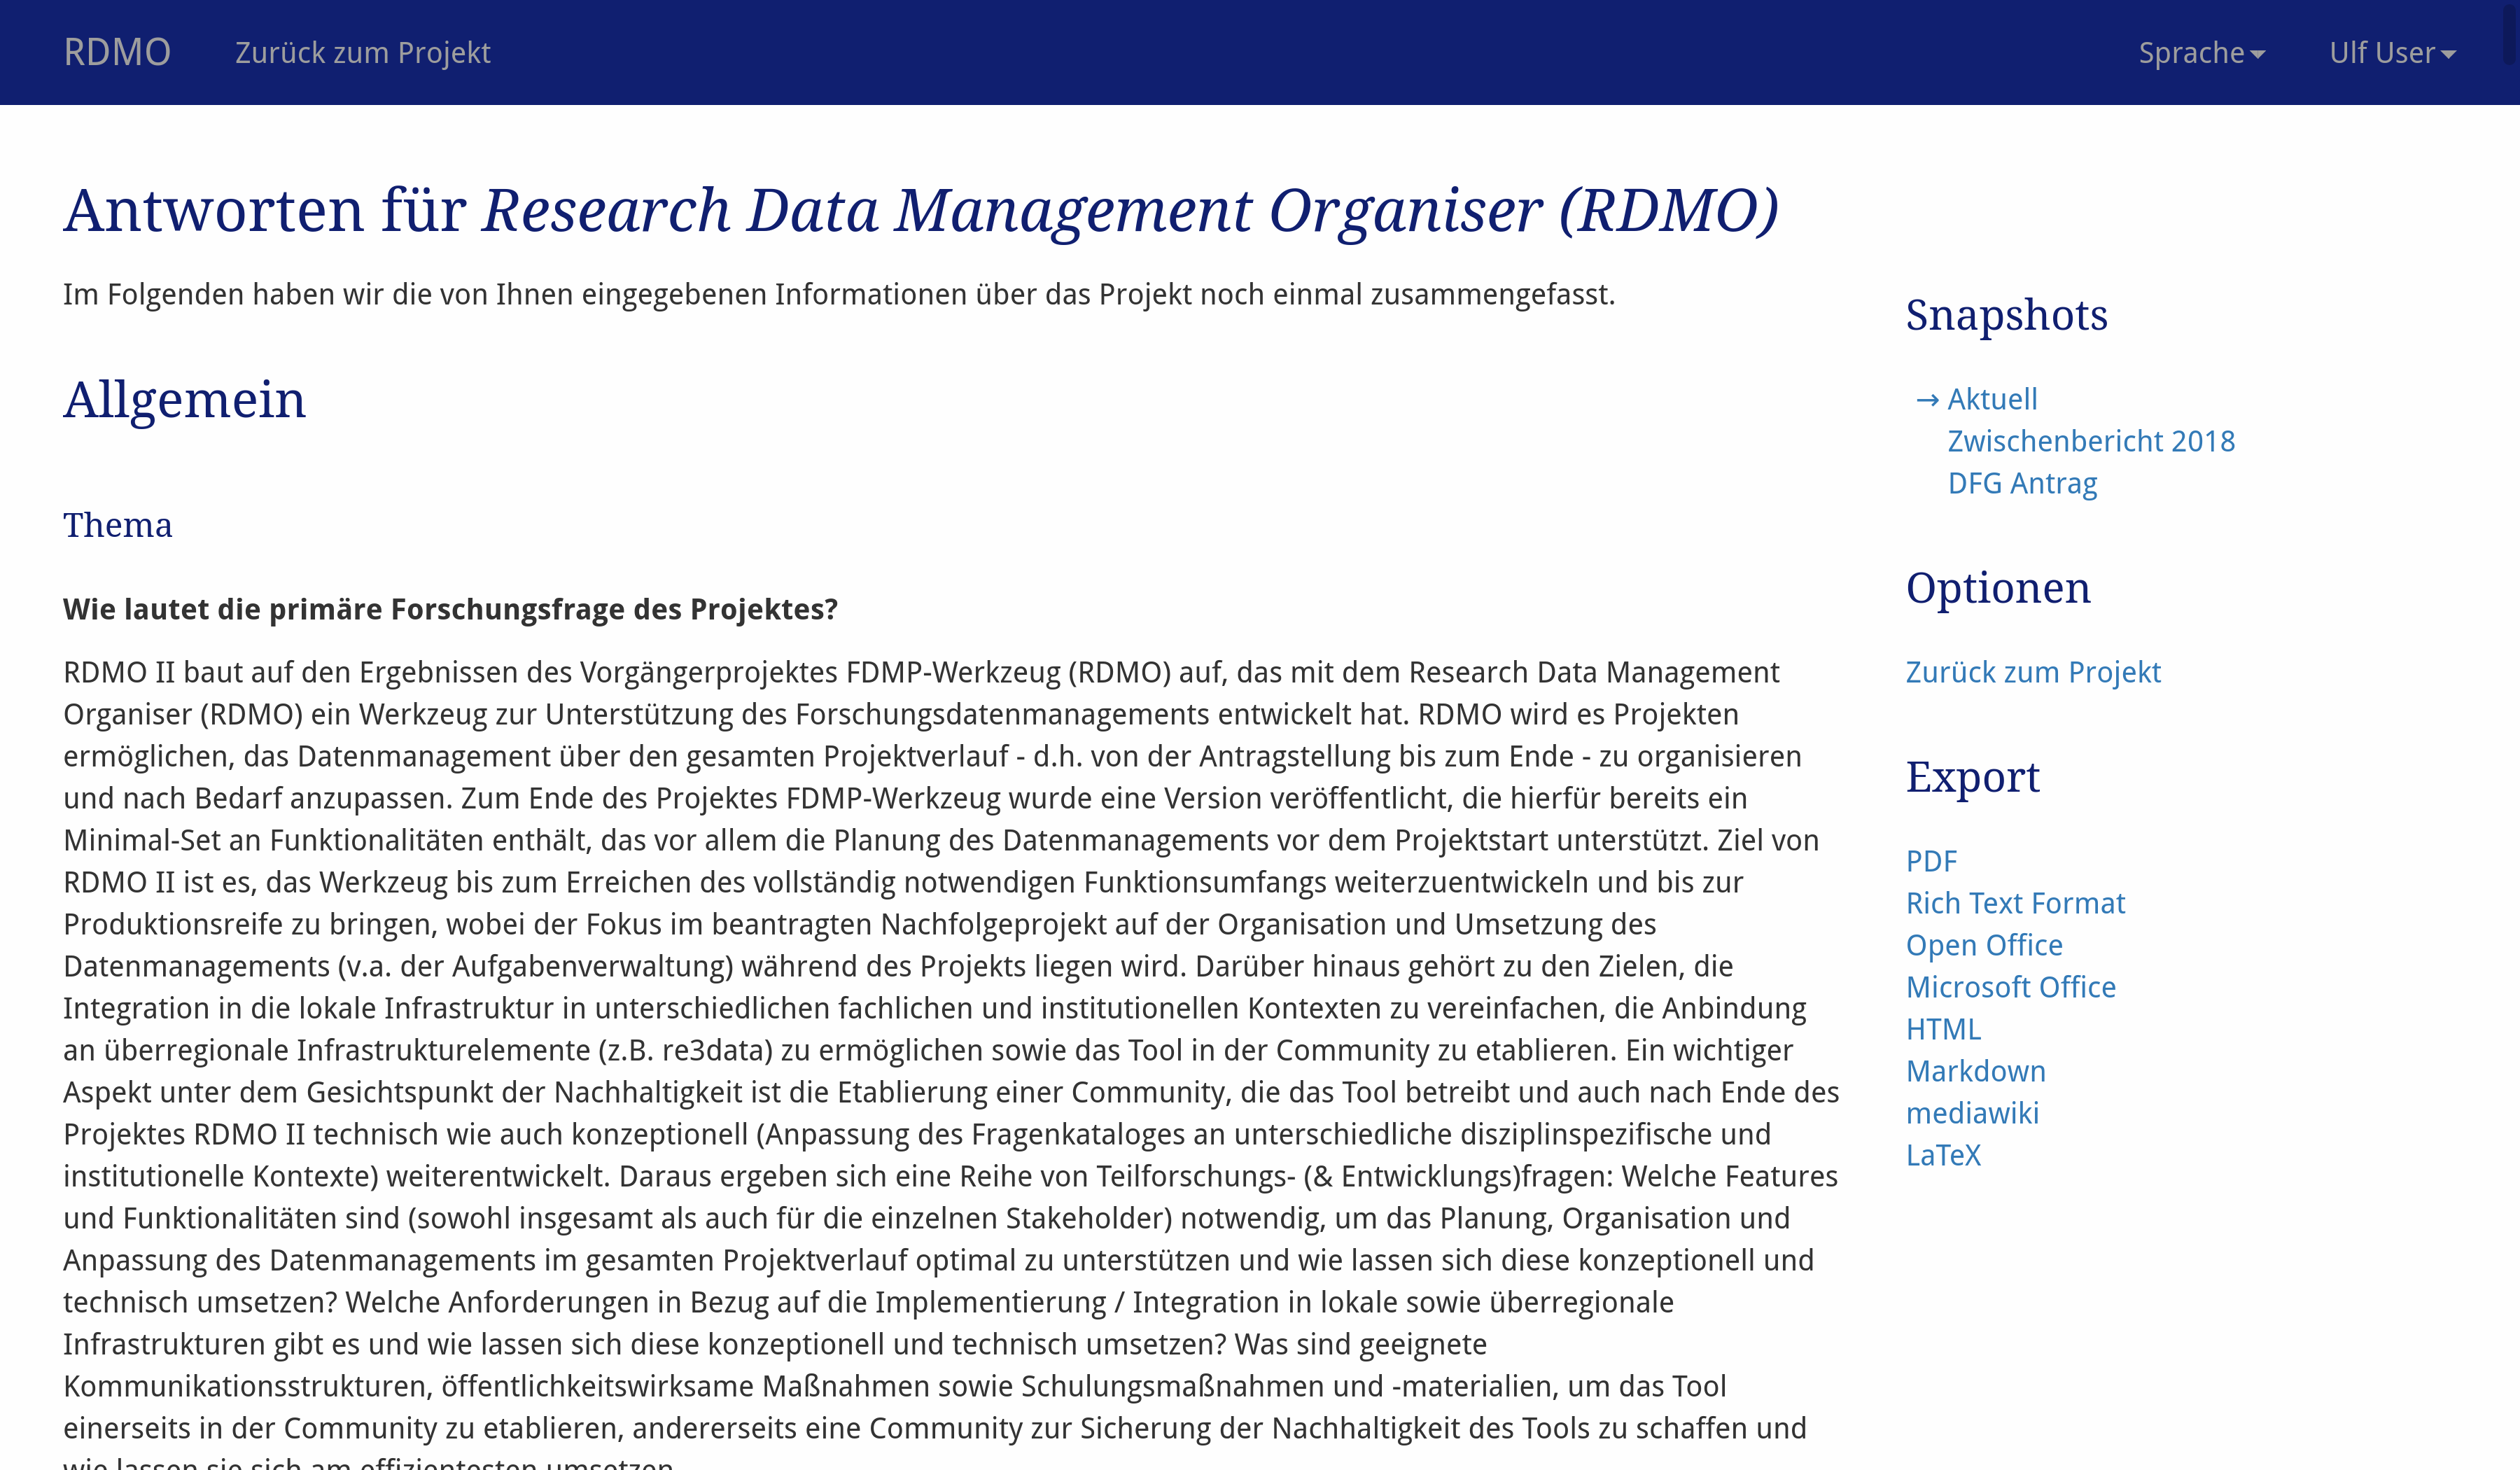 RDMO Zurück zum Projekt Sprache Ulf User
Antworten für Research Data Management Organiser (RDMO)
Im Folgenden haben wir die von Ihnen eingegebenen Informationen über das Projekt noch einmal zusammengefasst.
Allgemein
Thema
Wie lautet die primäre Forschungsfrage des Projektes?
RDMO II baut auf den Ergebnissen des Vorgängerprojektes FDMP-Werkzeug (RDMO) auf, das mit dem Research Data Management
Organiser (RDMO) ein Werkzeug zur Unterstützung des Forschungsdatenmanagements entwickelt hat. RDMO wird es Projekten
ermöglichen, das Datenmanagement über den gesamten Projektverlauf - d.h. von der Antragstellung bis zum Ende - zu organisieren
und nach Bedarf anzupassen. Zum Ende des Projektes FDMP-Werkzeug wurde eine Version veröffentlicht, die hierfür bereits ein
Minimal-Set an Funktionalitäten enthält, das vor allem die Planung des Datenmanagements vor dem Projektstart unterstützt. Ziel von
RDMO II ist es, das Werkzeug bis zum Erreichen des vollständig notwendigen Funktionsumfangs weiterzuentwickeln und bis zur
Produktionsreife zu bringen, wobei der Fokus im beantragten Nachfolgeprojekt auf der Organisation und Umsetzung des
Datenmanagements (v.a. der Aufgabenverwaltung) während des Projekts liegen wird. Darüber hinaus gehört zu den Zielen, die
Integration in die lokale Infrastruktur in unterschiedlichen fachlichen und institutionellen Kontexten zu vereinfachen, die Anbindung
an überregionale Infrastrukturelemente (z.B. re3data) zu ermöglichen sowie das Tool in der Community zu etablieren. Ein wichtiger
Aspekt unter dem Gesichtspunkt der Nachhaltigkeit ist die Etablierung einer Community, die das Tool betreibt und auch nach Ende des
Projektes RDMO II technisch wie auch konzeptionell (Anpassung des Fragenkataloges an unterschiedliche disziplinspezifische und
institutionelle Kontexte) weiterentwickelt. Daraus ergeben sich eine Reihe von Teilforschungs- (& Entwicklungs)fragen: Welche Features
und Funktionalitäten sind (sowohl insgesamt als auch für die einzelnen Stakeholder) notwendig, um das Planung, Organisation und
Anpassung des Datenmanagements im gesamten Projektverlauf optimal zu unterstützen und wie lassen sich diese konzeptionell und
technisch umsetzen? Welche Anforderungen in Bezug auf die Implementierung / Integration in lokale sowie überregionale
Infrastrukturen gibt es und wie lassen sich diese konzeptionell und technisch umsetzen? Was sind geeignete
Kommunikationsstrukturen, öffentlichkeitswirksame Maßnahmen sowie Schulungsmaßnahmen und -materialien, um das Tool
einerseits in der Community zu etablieren, andererseits eine Community zur Sicherung der Nachhaltigkeit des Tools zu schaffen und
wie lassen sie sich am effizientesten umsetzen
Snapshots
→ Aktuell
Zwischenbericht 2018
DFG Antrag
Optionen
Zurück zum Projekt
Export
PDF
Rich Text Format
Open Office
Microsoft Office
HTML
Markdown
mediawiki
LaTeX